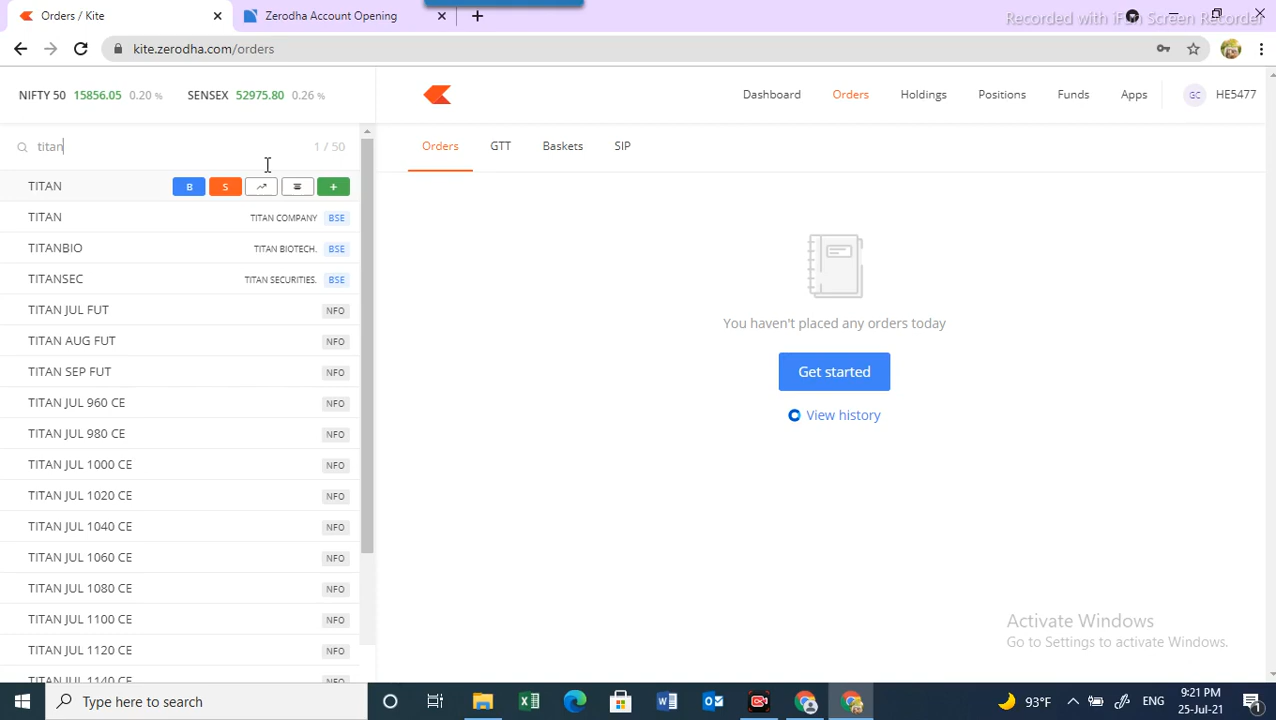 Orders / Kite
Zerodha Account Opening
Recorded with iFun Screen Recorder
kite.zerodha.com/orders
NIFTY 50 15856.05 0.20 % SENSEX 52975.80 0.26 %
Dashboard Orders Holdings Positions Funds Apps GC HE5477
titan 1 / 50
Orders GTT Baskets SIP
TITAN B S +
TITAN TITAN COMPANY BSE
TITANBIO TITAN BIOTECH. BSE
TITANSEC TITAN SECURITIES. BSE
TITAN JUL FUT NFO
TITAN AUG FUT NFO
TITAN SEP FUT NFO
TITAN JUL 960 CE NFO
TITAN JUL 980 CE NFO
TITAN JUL 1000 CE NFO
TITAN JUL 1020 CE NFO
TITAN JUL 1040 CE NFO
TITAN JUL 1060 CE NFO
TITAN JUL 1080 CE NFO
TITAN JUL 1100 CE NFO
TITAN JUL 1120 CE NFO
TITAN JUL 1140 CE
You haven't placed any orders today
Get started
View history
Activate Windows
Go to Settings to activate Windows.
Type here to search
93°F
ENG
9:21 PM
25-Jul-21
1